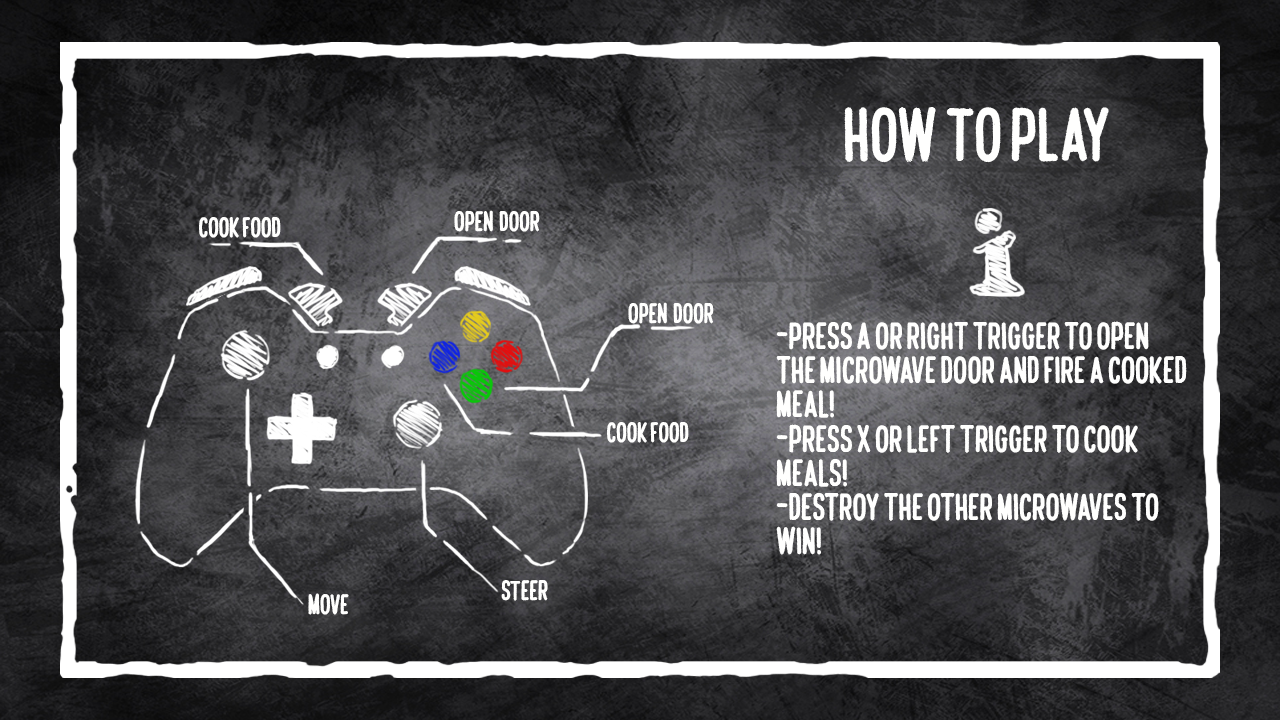 HOW TO PLAY
COOK FOOD
OPEN DOOR
OPEN DOOR
COOK FOOD
MOVE
STEER
-PRESS A OR RIGHT TRIGGER TO OPEN
THE MICROWAVE DOOR AND FIRE A COOKED
MEAL!
-PRESS X OR LEFT TRIGGER TO COOK
MEALS!
-DESTROY THE OTHER MICROWAVES TO
WIN!